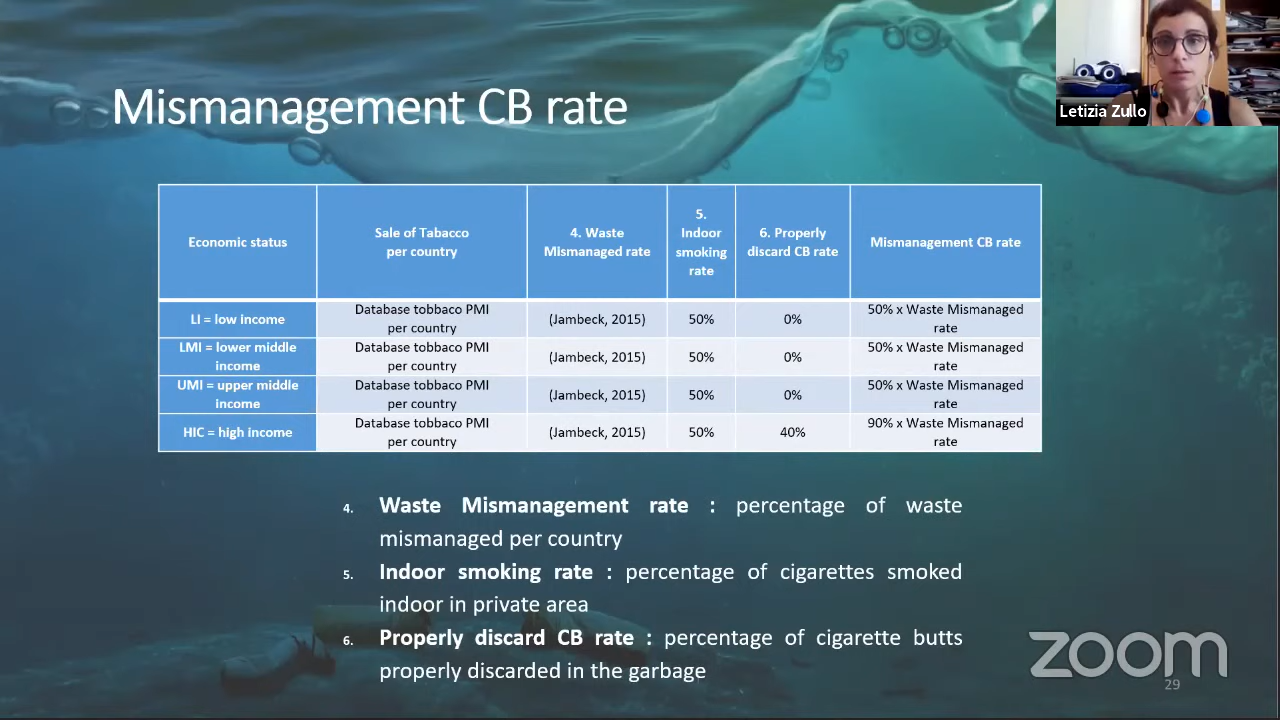 Mismanagement CB rate
Letizia Zullo
Economic status
Sale of Tabacco
per country
4. Waste
Mismanaged rate
5.
Indoor
smoking
rate
6. Properly
discard CB rate
Mismanagement CB rate
LI = low income
Database tobbaco PMI
per country
(Jambeck, 2015)
50%
0%
50% x Waste Mismanaged
rate
LMI = lower middle
income
Database tobbaco PMI
per country
(Jambeck, 2015)
50%
0%
50% x Waste Mismanaged
rate
UMI = upper middle
income
Database tobbaco PMI
per country
(Jambeck, 2015)
50%
0%
50% x Waste Mismanaged
rate
HIC = high income
Database tobbaco PMI
per country
(Jambeck, 2015)
50%
40%
90% x Waste Mismanaged
rate
4. Waste Mismanagement rate : percentage of waste
mismanaged per country
5. Indoor smoking rate : percentage of cigarettes smoked
indoor in private area
6. Properly discard CB rate : percentage of cigarette butts
properly discarded in the garbage
zoom
29